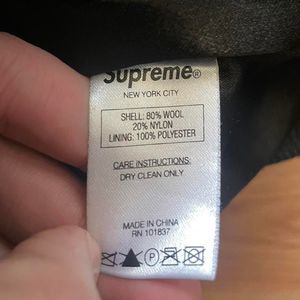 Supreme®
NEW YORK CITY
SHELL: 80% WOOL
20% NYLON
LINING: 100% POLYESTER
CARE INSTRUCTIONS:
DRY CLEAN ONLY
MADE IN CHINA
RN 101837
P